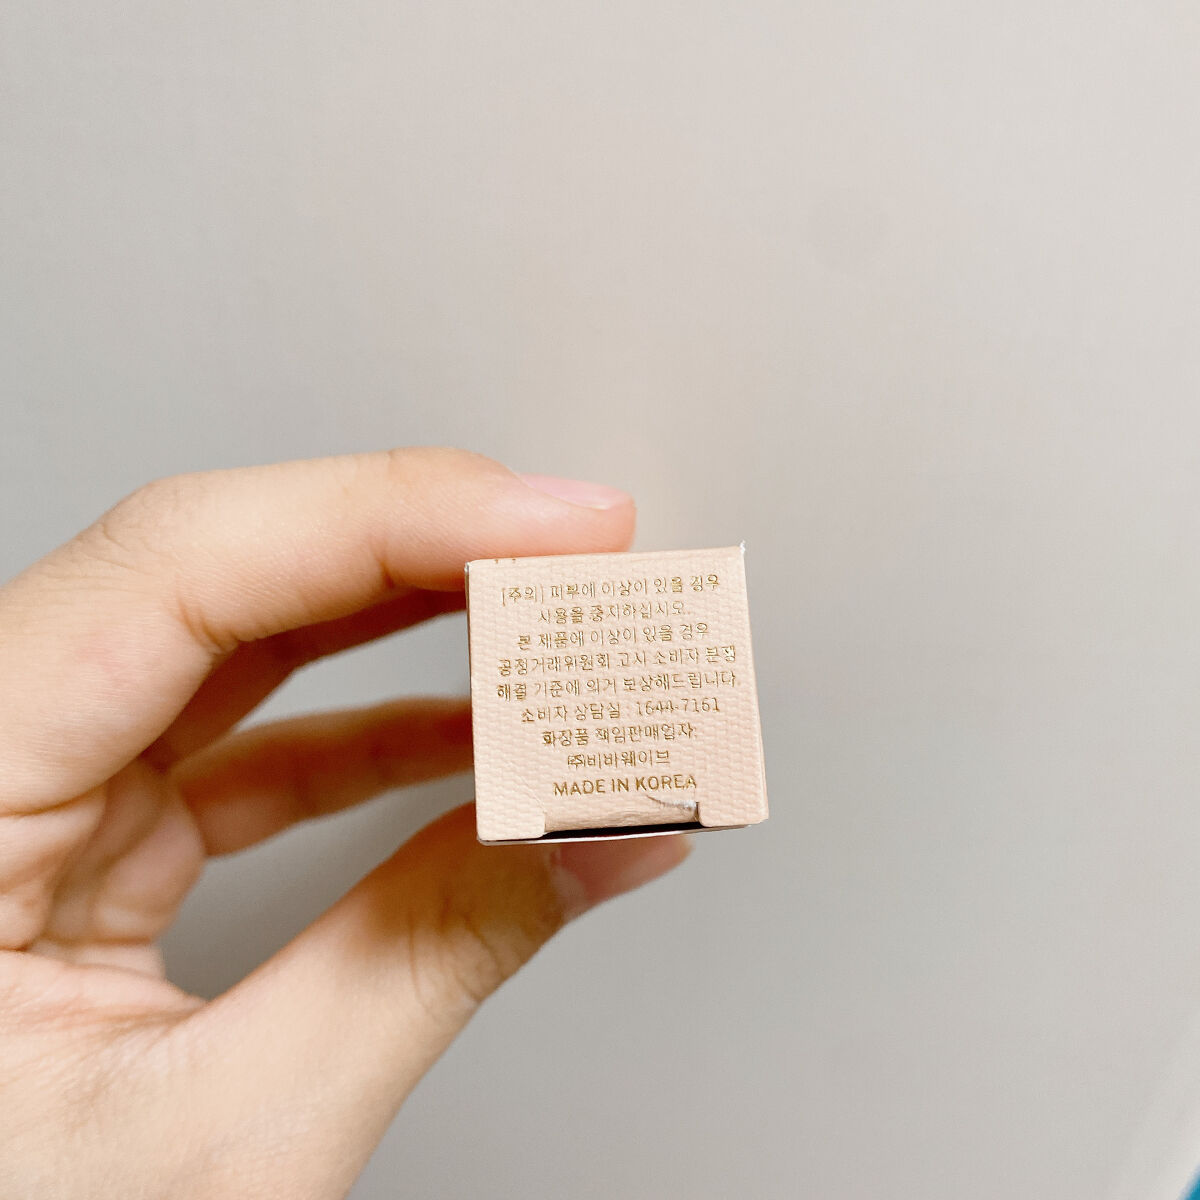 [주의] 피부에 이상이 있을 경우
사용을 중지하십시오.
본 제품에 이상이 있을 경우
공정거래위원회 고시 소비자 분쟁
해결 기준에 의거 보상해드립니다.
소비자 상담실 : 1644-7161
화장품 책임판매업자:
㈜비바웨이브
MADE IN KOREA